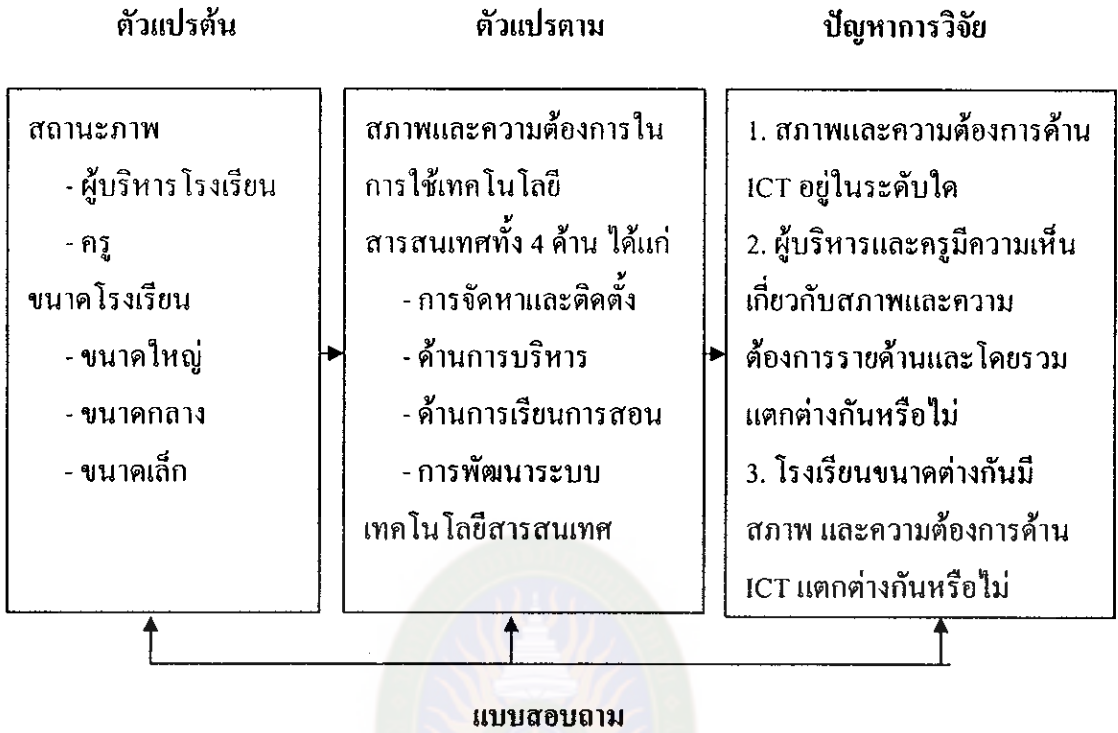 ตัวแปรต้น
ตัวแปรตาม
ปัญหาการวิจัย
สถานะภาพ
- ผู้บริหารโรงเรียน
- ครู
ขนาดโรงเรียน
- ขนาดใหญ่
- ขนาดกลาง
- ขนาดเล็ก
สภาพและความต้องการใน
การใช้เทคโนโลยี
สารสนเทศทั้ง 4 ด้าน ได้แก่
- การจัดหาและติดตั้ง
- ด้านการบริหาร
- ด้านการเรียนการสอน
- การพัฒนาระบบ
เทคโนโลยีสารสนเทศ
1. สภาพและความต้องการด้าน
ICT อยู่ในระดับใด
2. ผู้บริหารและครูมีความเห็น
เกี่ยวกับสภาพและความ
ต้องการรายด้านและโดยรวม
แตกต่างกันหรือไม่
3. โรงเรียนขนาดต่างกันมี
สภาพ และความต้องการด้าน
ICT แตกต่างกันหรือไม่
แบบสอบถาม